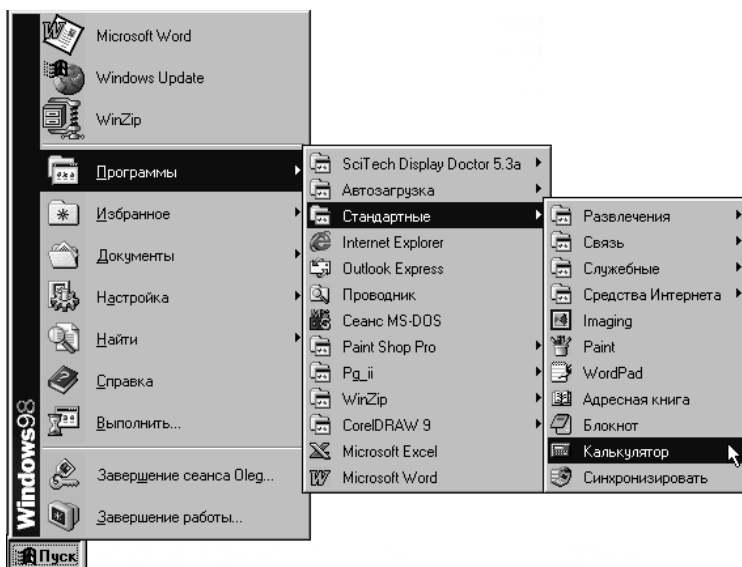 Microsoft Word
Windows Update
WinZip
Программы
Избранное
Документы
Настройка
Найти
Справка
Выполнить...
Завершение сеанса Oleg...
Завершение работы...
Windows98
Пуск
SciTech Display Doctor 5.3a
Автозагрузка
Стандартные
Internet Explorer
Outlook Express
Проводник
Сеанс MS-DOS
Paint Shop Pro
Pg_ii
WinZip
CorelDRAW 9
Microsoft Excel
Microsoft Word
Развлечения
Связь
Служебные
Средства Интернета
Imaging
Paint
WordPad
Адресная книга
Блокнот
Калькулятор
Синхронизировать